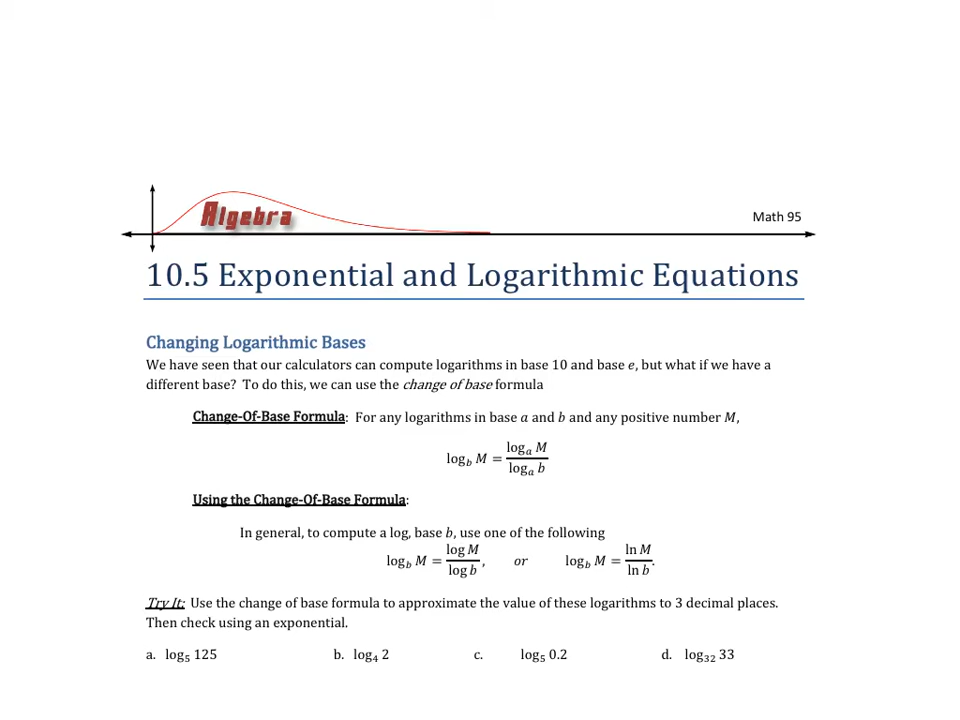 Algebra
Math 95
10.5 Exponential and Logarithmic Equations
Changing Logarithmic Bases
We have seen that our calculators can compute logarithms in base 10 and base e, but what if we have a
different base? To do this, we can use the change of base formula
Change-Of-Base Formula: For any logarithms in base a and b and any positive number M,
log_b M = log_a M / log_a b
Using the Change-Of-Base Formula:
In general, to compute a log, base b, use one of the following
log_b M = log M / log b, or log_b M = ln M / ln b.
Try It: Use the change of base formula to approximate the value of these logarithms to 3 decimal places.
Then check using an exponential.
a. log₅ 125 b. log₄ 2 c. log₅ 0.2 d. log₃₂ 33